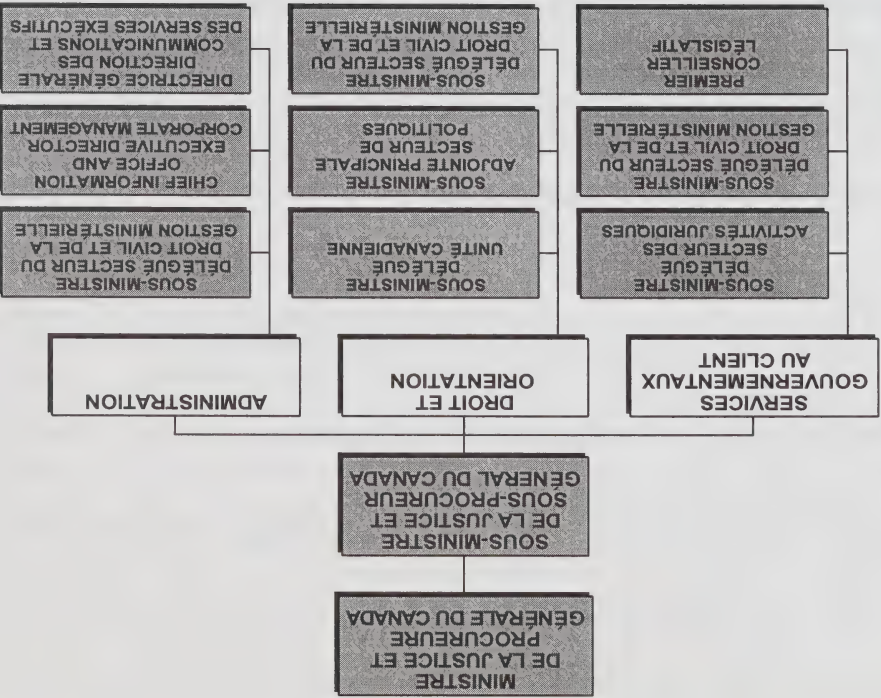 MINISTRE
DE LA JUSTICE ET
PROCUREURE
GÉNÉRALE DU CANADA
SOUS-MINISTRE
DE LA JUSTICE ET
SOUS-PROCUREUR
GÉNÉRAL DU CANADA
SERVICES
GOUVERNEMENTAUX
AU CLIENT
DROIT ET
ORIENTATION
ADMINISTRATION
SOUS-MINISTRE
DÉLÉGUÉ
SECTEUR DES
ACTIVITÉS JURIDIQUES
SOUS-MINISTRE
DÉLÉGUÉ
UNITÉ CANADIENNE
SOUS-MINISTRE
DÉLÉGUÉ SECTEUR DU
DROIT CIVIL ET DE LA
GESTION MINISTÉRIELLE
SOUS-MINISTRE
DÉLÉGUÉ SECTEUR DU
DROIT CIVIL ET DE LA
GESTION MINISTÉRIELLE
SOUS-MINISTRE
ADJOINTE PRINCIPALE
SECTEUR DE
POLITIQUES
CHIEF INFORMATION
OFFICE AND
EXECUTIVE DIRECTOR
CORPORATE MANAGEMENT
PREMIER
CONSEILLER
LÉGISLATIF
SOUS-MINISTRE
DÉLÉGUÉ SECTEUR DU
DROIT CIVIL ET DE LA
GESTION MINISTÉRIELLE
DIRECTRICE GÉNÉRALE
DIRECTION DES
COMMUNICATIONS ET
DES SERVICES EXÉCUTIFS